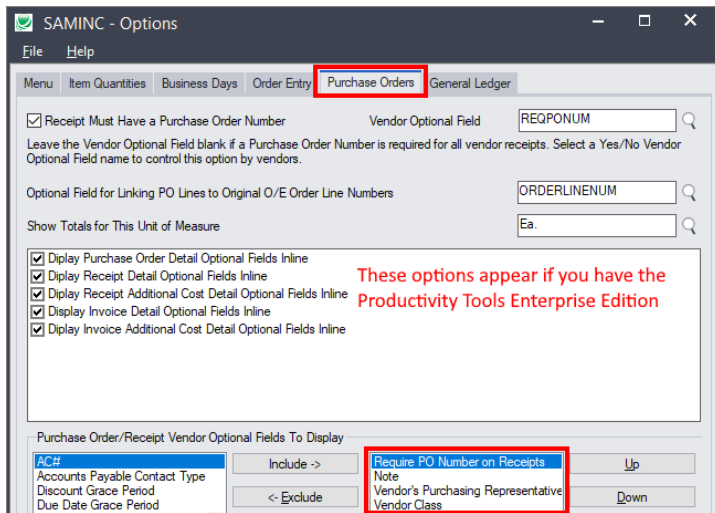 SAMINC - Options
File Help
Menu Item Quantities Business Days Order Entry Purchase Orders General Ledger
Receipt Must Have a Purchase Order Number Vendor Optional Field REQPONUM
Leave the Vendor Optional Field blank if a Purchase Order Number is required for all vendor receipts. Select a Yes/No Vendor
Optional Field name to control this option by vendors.
Optional Field for Linking PO Lines to Original O/E Order Line Numbers ORDERLINENUM
Show Totals for This Unit of Measure Ea.
Diplay Purchase Order Detail Optional Fields Inline
Diplay Receipt Detail Optional Fields Inline
Diplay Receipt Additional Cost Detail Optional Fields Inline
Display Invoice Detail Optional Fields Inline
Diplay Invoice Additional Cost Detail Optional Fields Inline
These options appear if you have the
Productivity Tools Enterprise Edition
Purchase Order/Receipt Vendor Optional Fields To Display
AC#
Accounts Payable Contact Type
Discount Grace Period
Due Date Grace Period
Include ->
<- Exclude
Require PO Number on Receipts
Note
Vendor's Purchasing Representative
Vendor Class
Up
Down